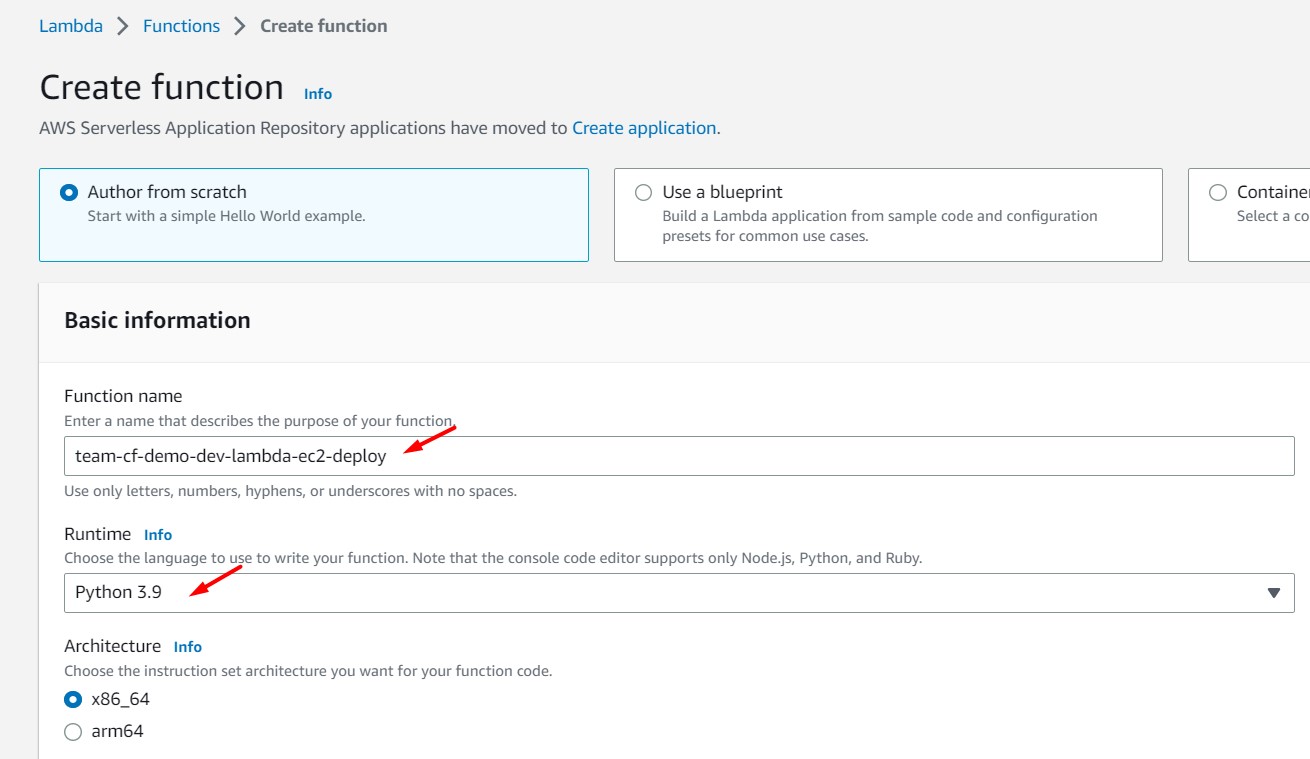 Lambda > Functions > Create function
Create function Info
AWS Serverless Application Repository applications have moved to Create application.
Author from scratch
Start with a simple Hello World example.
Use a blueprint
Build a Lambda application from sample code and configuration
presets for common use cases.
Select a
Basic information
Function name
Enter a name that describes the purpose of your function.
team-cf-demo-dev-lambda-ec2-deploy
Use only letters, numbers, hyphens, or underscores with no spaces.
Runtime Info
Choose the language to use to write your function. Note that the console code editor supports only Node.js, Python, and Ruby.
Python 3.9
Architecture Info
Choose the instruction set architecture you want for your function code.
x86_64
arm64